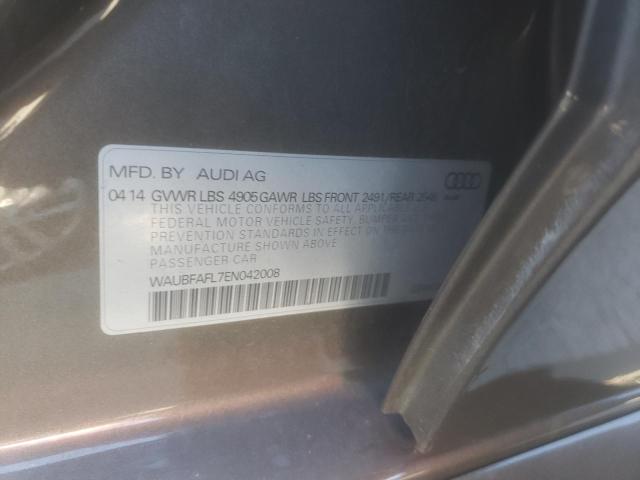 MFD. BY AUDI AG
04 14 GVWR LBS 4905 GAWR LBS FRONT 2491/REAR
THIS VEHICLE CONFORMS TO ALL
FEDERAL MOTOR VEHICLE SAFETY, BUMPER
PREVENTION STANDARDS IN EFFECT ON
MANUFACTURE SHOWN ABOVE
PASSENGER CAR
WAUBFAFL7EN042008